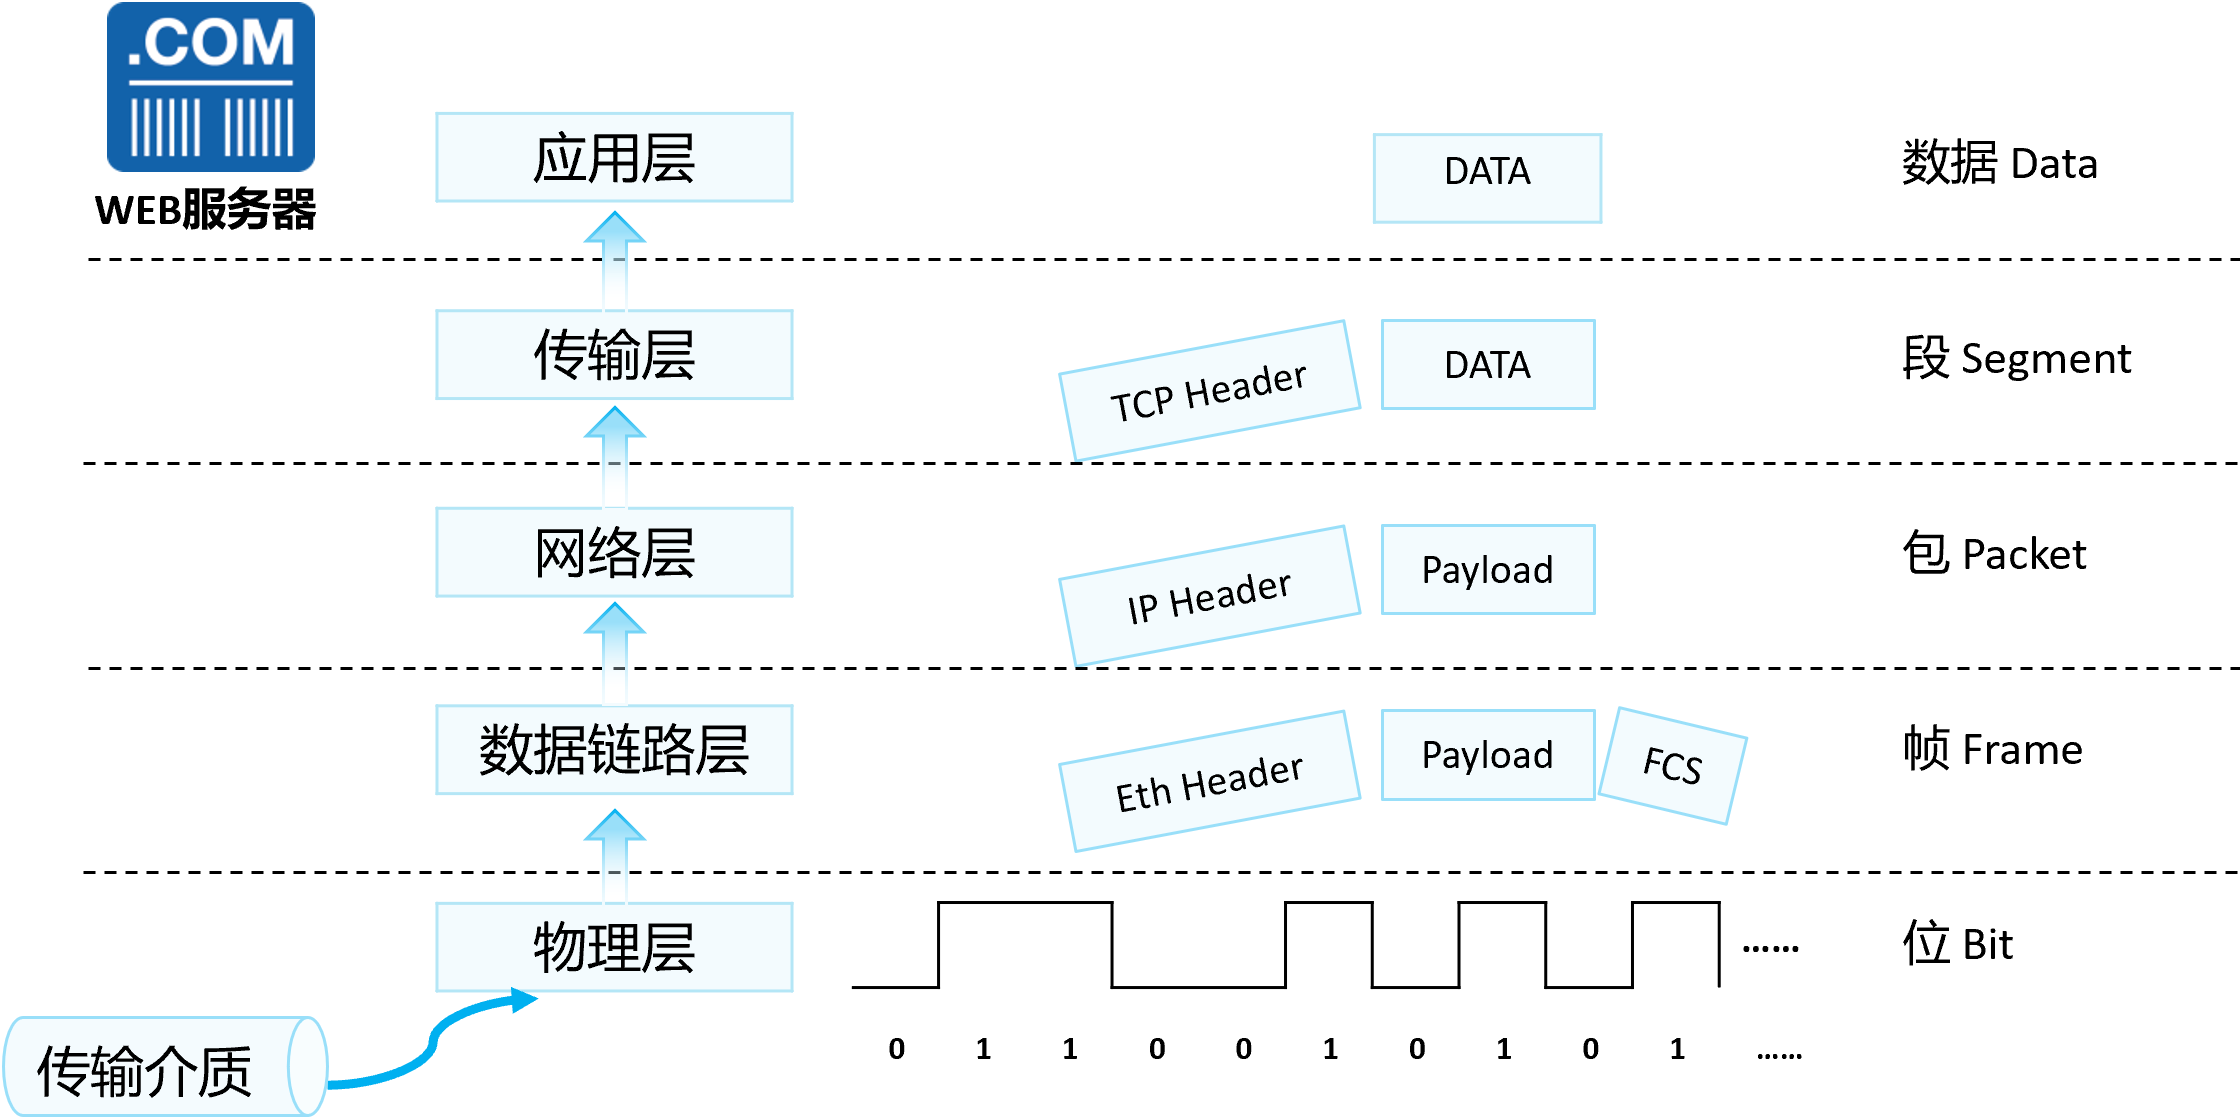 .COM
WEB服务器
应用层
DATA
数据 Data
传输层
TCP Header
DATA
段 Segment
网络层
IP Header
Payload
包 Packet
数据链路层
Eth Header
Payload
FCS
帧 Frame
物理层
......
位 Bit
传输介质
0 1 1 0 0 1 0 1 0 1 ......